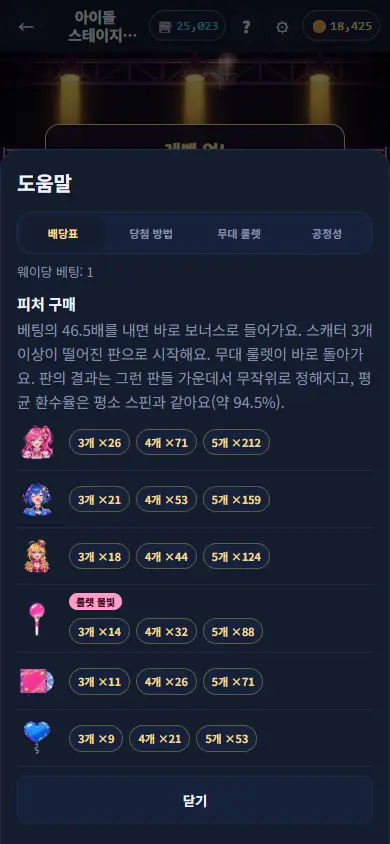 아이돌
스테이지…
25,023
?
18,425
도움말
배당표
당첨 방법
무대 룰렛
공정성
웨이당 베팅: 1
피처 구매
베팅의 46.5배를 내면 바로 보너스로 들어가요. 스캐터 3개
이상이 떨어진 판으로 시작해요. 무대 룰렛이 바로 돌아가
요. 판의 결과는 그런 판들 가운데서 무작위로 정해지고, 평
균 환수율은 평소 스핀과 같아요(약 94.5%).
3개 ×26 4개 ×71 5개 ×212
3개 ×21 4개 ×53 5개 ×159
3개 ×18 4개 ×44 5개 ×124
룰렛 불빛
3개 ×14 4개 ×32 5개 ×88
3개 ×11 4개 ×26 5개 ×71
3개 ×9 4개 ×21 5개 ×53
닫기